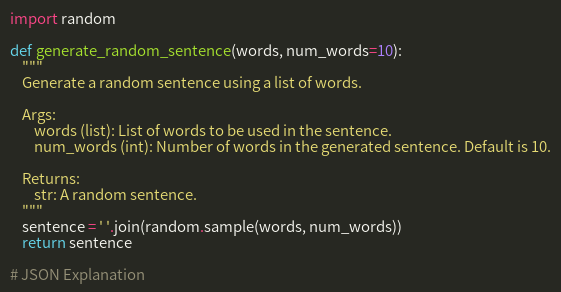 import random
def generate_random_sentence(words, num_words=10):
"""
Generate a random sentence using a list of words.
Args:
words (list): List of words to be used in the sentence.
num_words (int): Number of words in the generated sentence. Default is 10.
Returns:
str: A random sentence.
"""
sentence = ' '.join(random.sample(words, num_words))
return sentence
# JSON Explanation